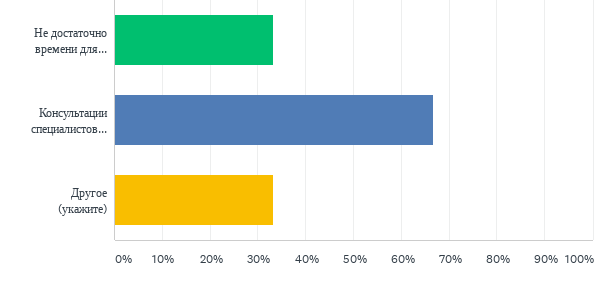 Не достаточно
времени для...
Консультации
специалистов...
Другое
(укажите)
0% 10% 20% 30% 40% 50% 60% 70% 80% 90% 100%